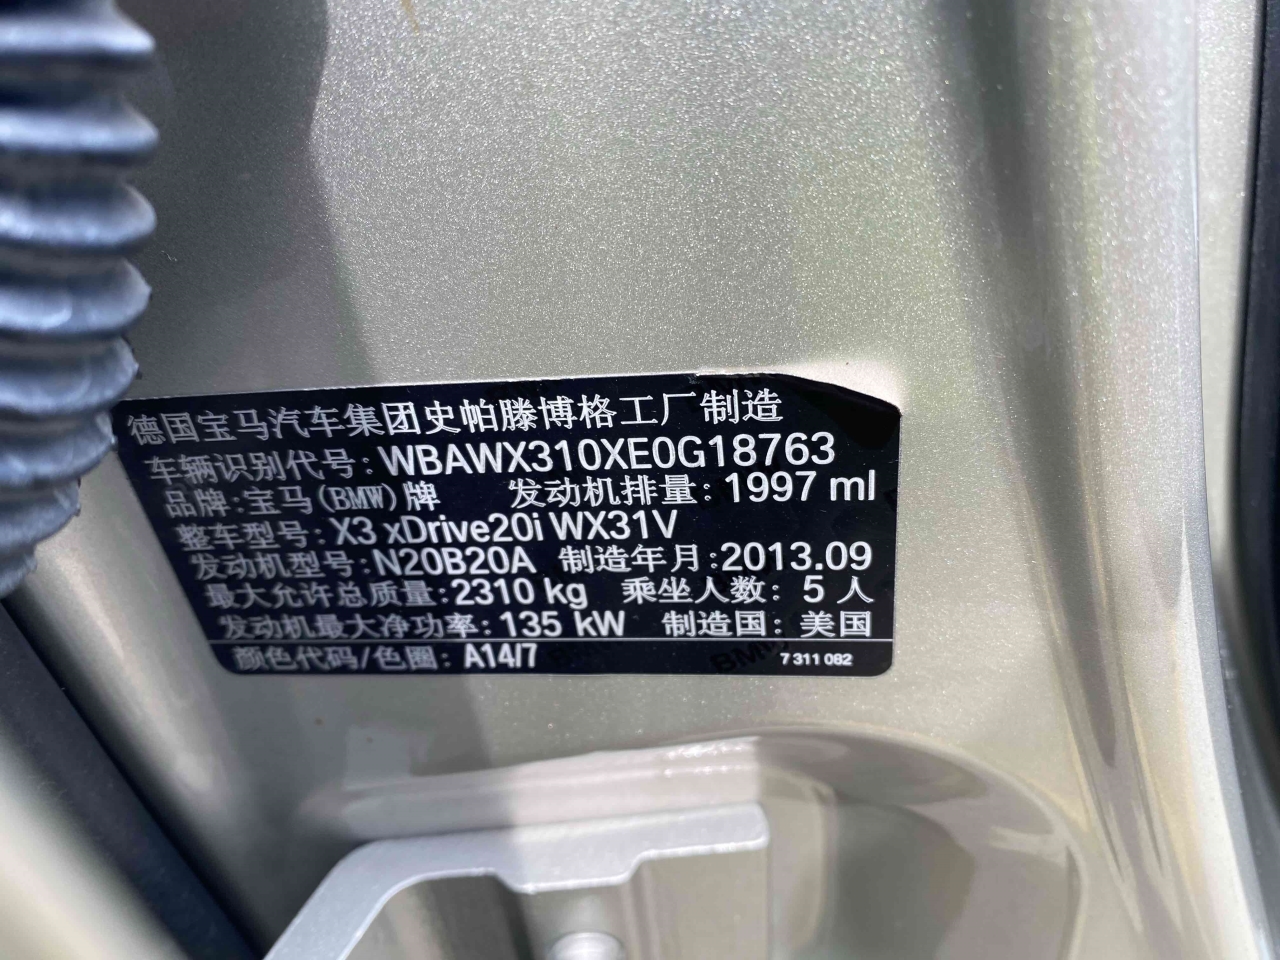 德国宝马汽车集团史帕滕博格工厂制造
车辆识别代号: WBAWX310XE0G18763
品牌: 宝马(BMW)牌 发动机排量: 1997 ml
整车型号: X3 xDrive20i WX31V
发动机型号: N20B20A 制造年月: 2013.09
最大允许总质量: 2310 kg 乘坐人数: 5 人
发动机最大净功率: 135 kW 制造国: 美国
颜色代码/色圈: A14/7 BMW 7 311 082